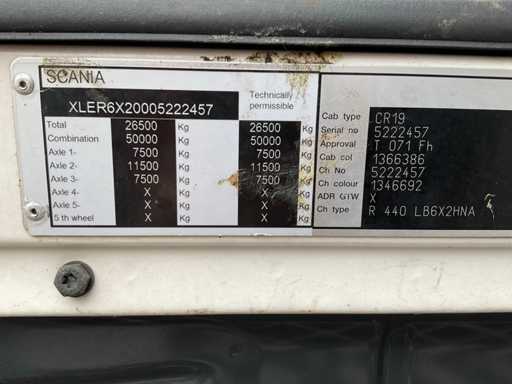 SCANIA
XLER6X20005222457
Technically
permissible
Total 26500 Kg 26500 Kg
Combination 50000 Kg 50000 Kg
Axle 1- 7500 Kg 7500 Kg
Axle 2- 11500 Kg 11500 Kg
Axle 3- 7500 Kg 7500 Kg
Axle 4- X Kg X Kg
Axle 5- X Kg X Kg
5 th wheel X Kg X Kg
Cab type CR19
Serial no 5222457
Approval T 071 Fh
Cab col 1366386
Ch No 5222457
Ch colour 1346692
ADR GTW X
Ch type R 440 LB6X2HNA